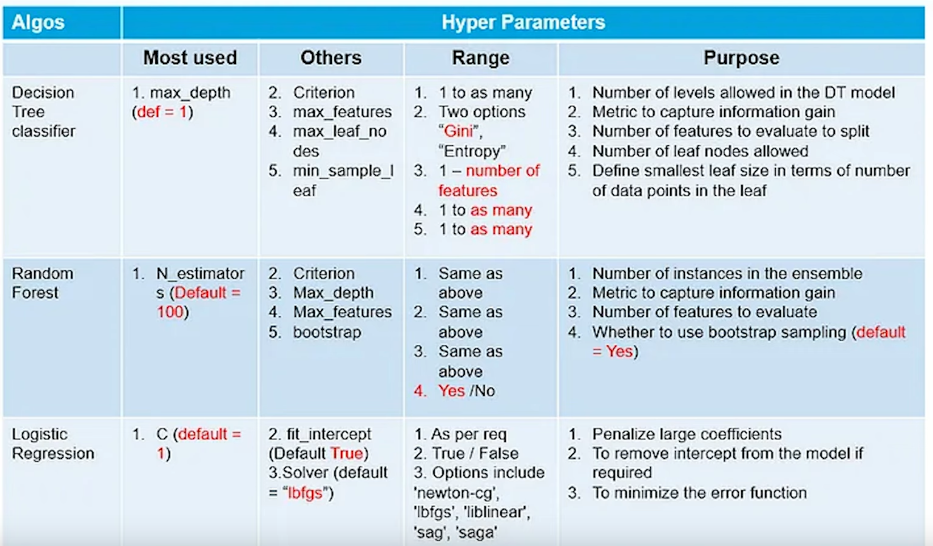 Algos Hyper Parameters
Most used Others Range Purpose
Decision
Tree
classifier
1. max_depth
(def = 1)
2. Criterion
3. max_features
4. max_leaf_no
des
5. min_sample_l
eaf
1. 1 to as many
2. Two options
“Gini”,
“Entropy”
3. 1 – number of
features
4. 1 to as many
5. 1 to as many
1. Number of levels allowed in the DT model
2. Metric to capture information gain
3. Number of features to evaluate to split
4. Number of leaf nodes allowed
5. Define smallest leaf size in terms of number
of data points in the leaf
Random
Forest
1. N_estimator
s (Default =
100)
2. Criterion
3. Max_depth
4. Max_features
5. bootstrap
1. Same as
above
2. Same as
above
3. Same as
above
4. Yes /No
1. Number of instances in the ensemble
2. Metric to capture information gain
3. Number of features to evaluate
4. Whether to use bootstrap sampling (default
= Yes)
Logistic
Regression
1. C (default =
1)
2. fit_intercept
(Default True)
3.Solver (default
= “lbfgs”)
1. As per req
2. True / False
3. Options include
'newton-cg',
'lbfgs', 'liblinear',
'sag', 'saga'
1. Penalize large coefficients
2. To remove intercept from the model if
required
3. To minimize the error function